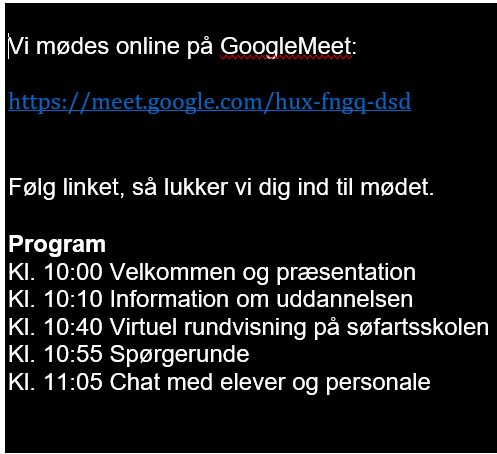 Vi mødes online på GoogleMeet:
https://meet.google.com/hux-fngq-dsd
Følg linket, så lukker vi dig ind til mødet.
Program
Kl. 10:00 Velkommen og præsentation
Kl. 10:10 Information om uddannelsen
Kl. 10:40 Virtuel rundvisning på søfartsskolen
Kl. 10:55 Spørgerunde
Kl. 11:05 Chat med elever og personale